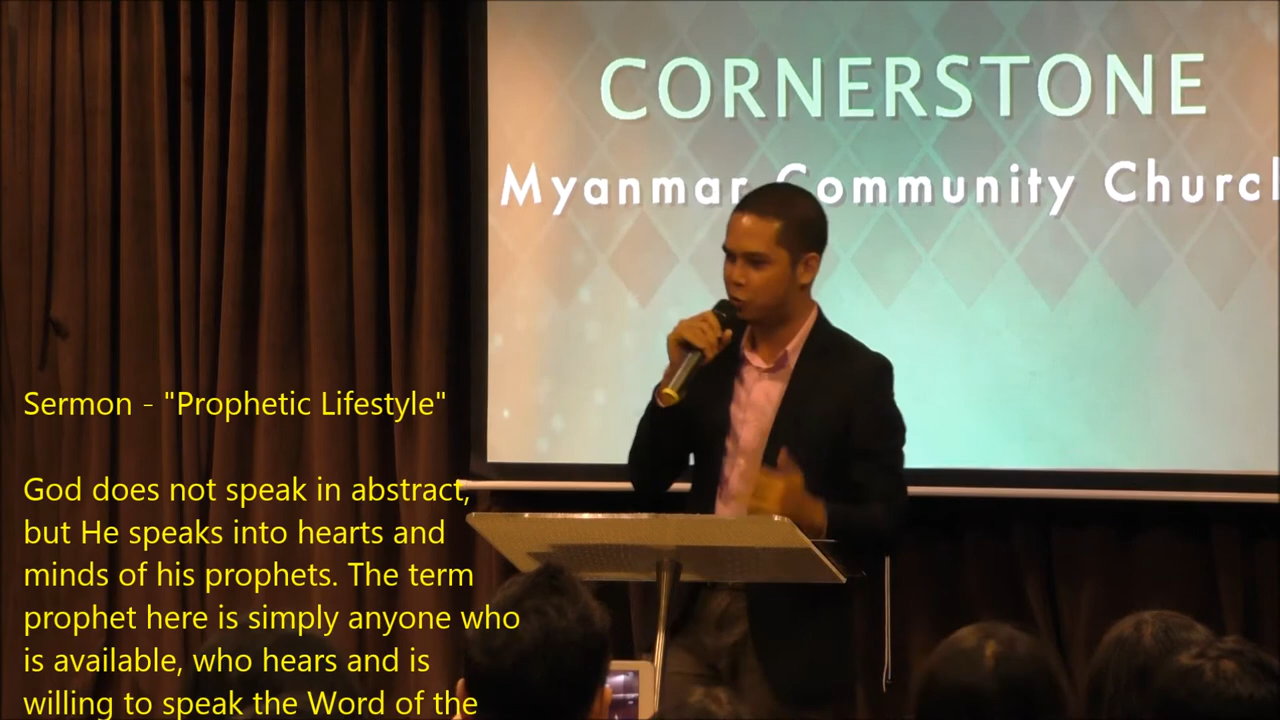 CORNERSTONE
Myanmar Community Church
Sermon - "Prophetic Lifestyle"
God does not speak in abstract,
but He speaks into hearts and
minds of his prophets. The term
prophet here is simply anyone who
is available, who hears and is
willing to speak the Word of the